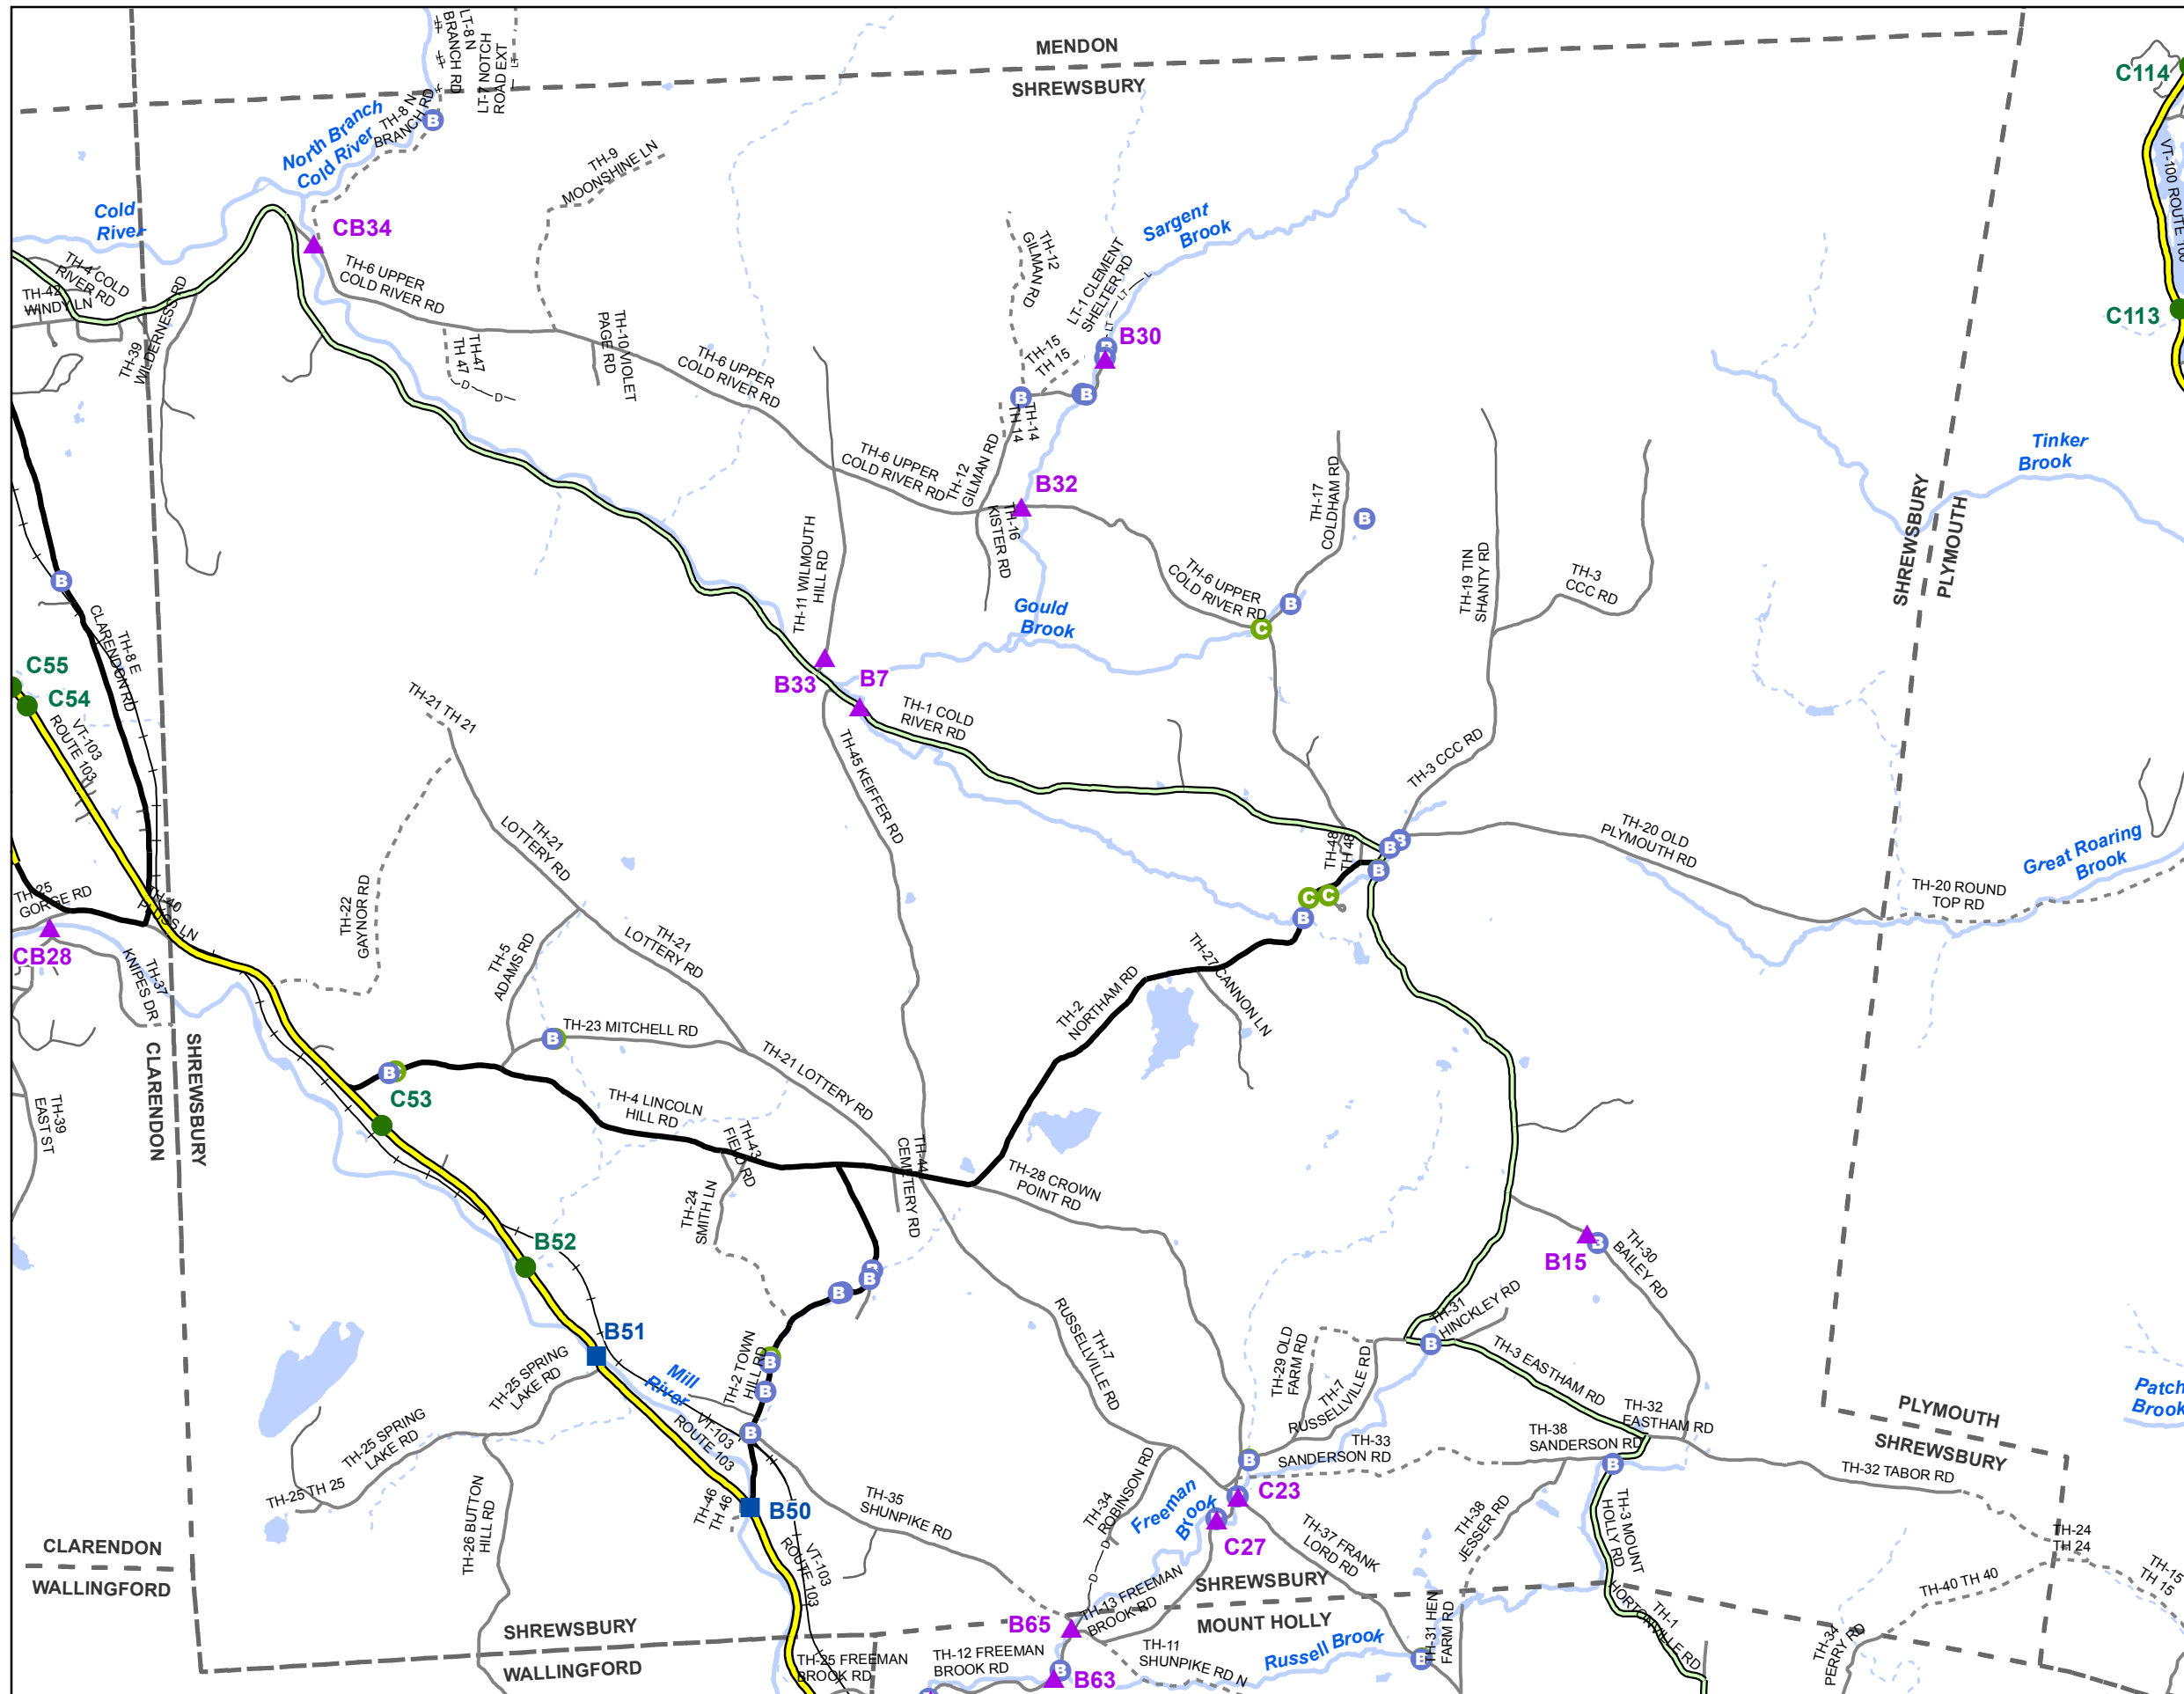 LT-8 N
BRANCH RD
LT-7 NOTCH
ROAD EXT
MENDON
SHREWSBURY
C114
VT-100 ROUTE 100
C113
North Branch
Cold River
TH-8 N
BRANCH RD
B
TH-9
MOONSHINE LN
Cold
River
CB34
TH-4 COLD
RIVER RD
TH-42
WINDY LN
TH-39
WILDERNESS RD
TH-6 UPPER
COLD RIVER RD
TH-47
TH 47
D
D
TH-10 VIOLET
PAGE RD
TH-6 UPPER
COLD RIVER RD
TH-12
GILMAN RD
LT-1 CLEMENT
SHELTER RD
LT
L
LT
Sargent
Brook
B
B30
TH-15
TH 15
B
B
TH-14
TH 14
TH-6 UPPER
COLD RIVER RD
TH-12
GILMAN RD
B32
TH-16
KISTER RD
TH-17
COLDHAM RD
B
Tinker
Brook
SHREWSBURY
PLYMOUTH
TH-11 WILMOUTH
HILL RD
TH-6 UPPER
COLD RIVER RD
B
C
TH-19 TIN
SHANTY RD
TH-3
CCC RD
Gould
Brook
B
TH-8 E
CLARENDON RD
C55
C54
VT-103
ROUTE 103
B33
B7
TH-1 COLD
RIVER RD
TH-21 TH 21
TH-45 KEIFFER RD
TH-3 CCC RD
TH-21
LOTTERY RD
TH-48
TH 48
B
B
C
C
B
TH-20 OLD
PLYMOUTH RD
Great Roaring
Brook
TH-20 ROUND
TOP RD
TH-25
GORGE RD
TH-40
PLUSS LN
CB28
TH-37
KNIPES DR
TH-22
GAYNOR RD
TH-5
ADAMS RD
TH-21
LOTTERY RD
TH-27 CANNON LN
TH-2
NORTHAM RD
B
TH-23 MITCHELL RD
CLARENDON
SHREWSBURY
B
C53
TH-21 LOTTERY RD
TH-39
EAST ST
TH-4 LINCOLN
HILL RD
TH-43
FIELD RD
TH-44
CEMETERY RD
TH-28 CROWN
POINT RD
TH-24
SMITH LN
B52
B
B
B15
TH-30
BAILEY RD
B51
TH-25 SPRING
LAKE RD
Mill
River
TH-2 TOWN
HILL RD
B
B
B
TH-7
RUSSELLVILLE RD
TH-29 OLD
FARM RD
TH-7
RUSSELLVILLE RD
TH-31
HINCKLEY RD
B
TH-3 EASTHAM RD
TH-32
EASTHAM RD
PLYMOUTH
SHREWSBURY
Patch
Brook
TH-25 SPRING
LAKE RD
TH-25 TH 25
VT-103
ROUTE 103
TH-33
SANDERSON RD
TH-38
SANDERSON RD
B
B
TH-32 TABOR RD
TH-26 BUTTON
HILL RD
TH-46
TH 46
B50
TH-35
SHUNPIKE RD
TH-34
ROBINSON RD
D
D
Freeman
Brook
C23
C27
TH-37 FRANK
LORD RD
TH-38
JESSER RD
TH-3 MOUNT
HOLLY RD
TH-24
TH 24
TH-15
TH 15
CLARENDON
WALLINGFORD
VT-103
ROUTE 103
TH-13 FREEMAN
BROOK RD
SHREWSBURY
MOUNT HOLLY
TH-31 HEN
FARM RD
B
TH-1
HORTONVILLE RD
TH-40 TH 40
TH-34
PERRY RD
SHREWSBURY
WALLINGFORD
B65
TH-25 FREEMAN
BROOK RD
TH-12 FREEMAN
BROOK RD
B
B63
TH-11
SHUNPIKE RD N
Russell Brook